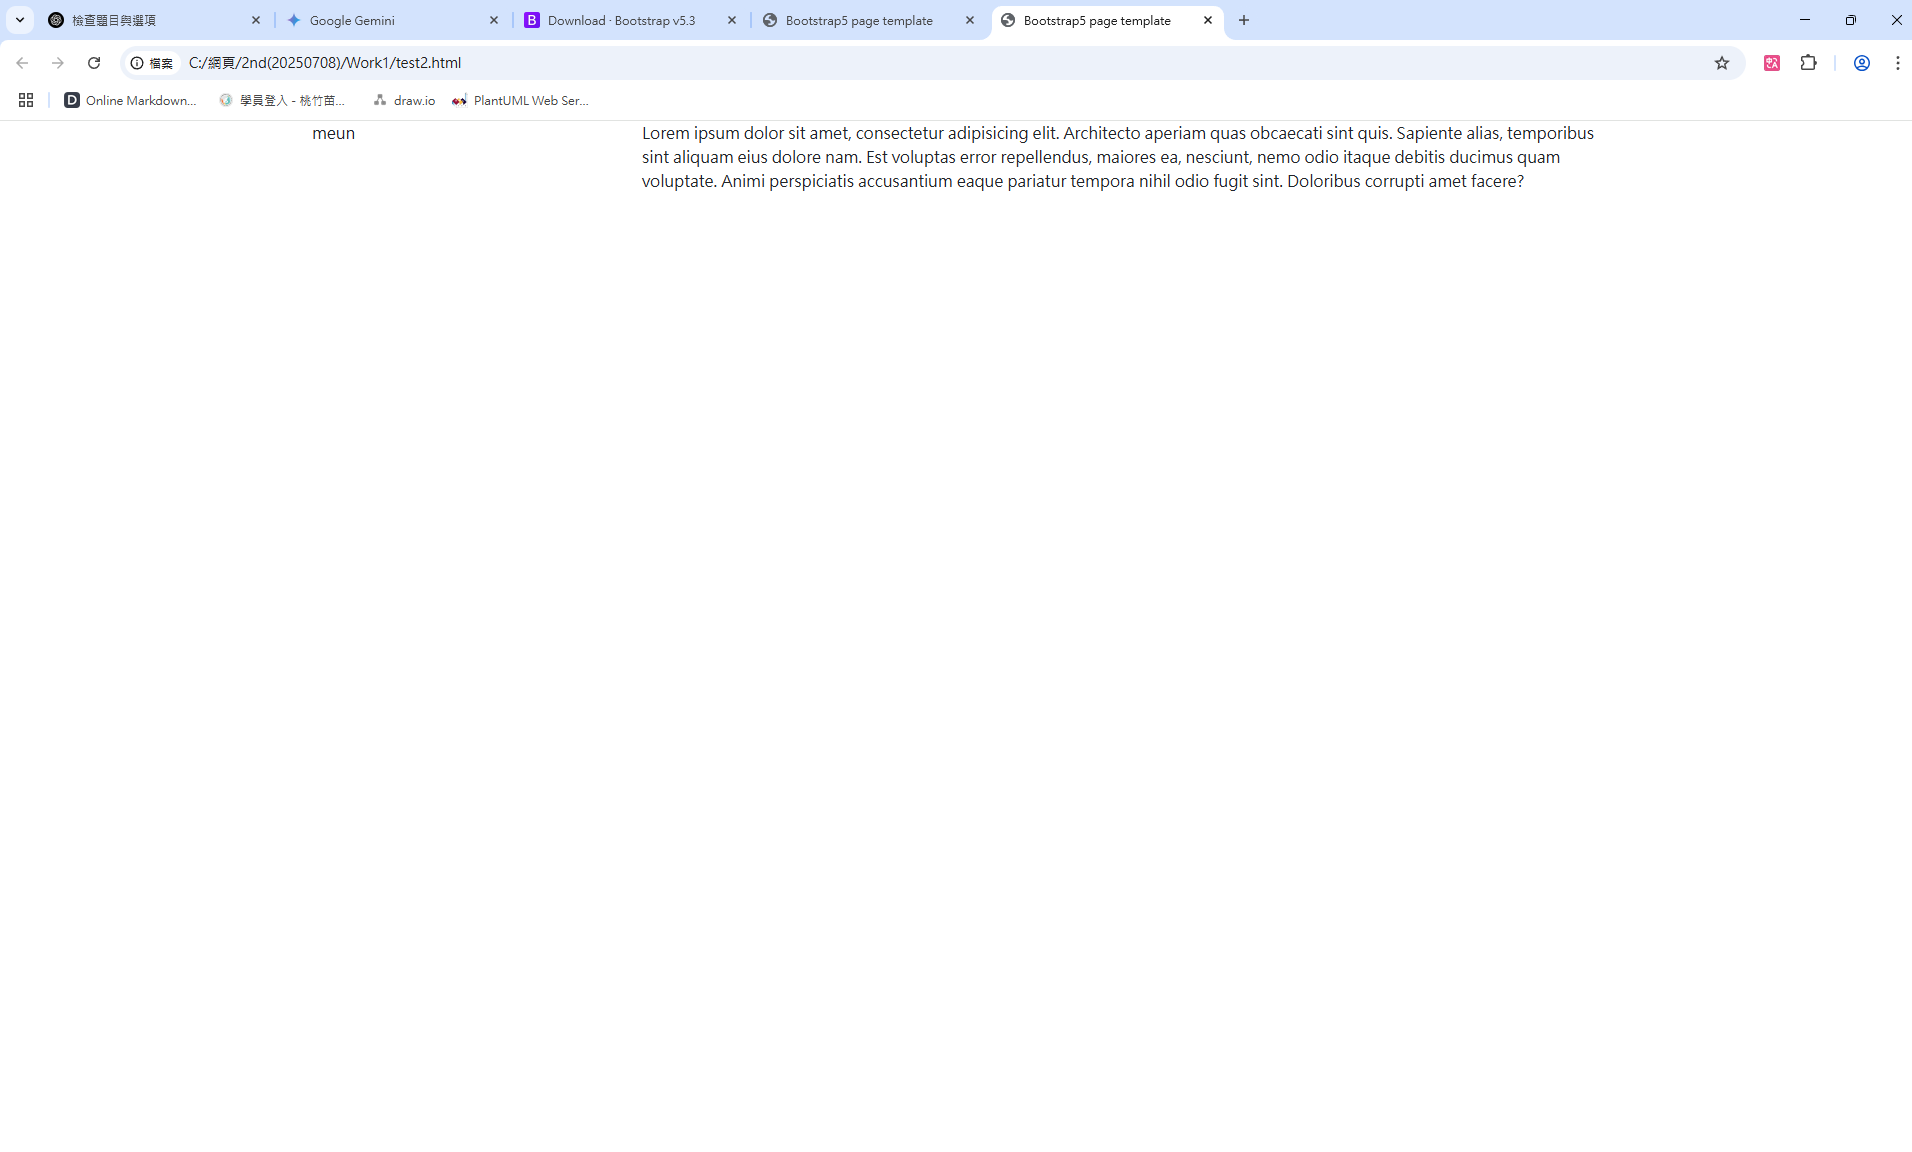 檢查題目與選項
Google Gemini
Download · Bootstrap v5.3
Bootstrap5 page template
Bootstrap5 page template
檔案
C:/網頁/2nd(20250708)/Work1/test2.html
Online Markdown...
學員登入 - 桃竹苗...
draw.io
PlantUML Web Ser...
meun
Lorem ipsum dolor sit amet, consectetur adipisicing elit. Architecto aperiam quas obcaecati sint quis. Sapiente alias, temporibus
sint aliquam eius dolore nam. Est voluptas error repellendus, maiores ea, nesciunt, nemo odio itaque debitis ducimus quam
voluptate. Animi perspiciatis accusantium eaque pariatur tempora nihil odio fugit sint. Doloribus corrupti amet facere?